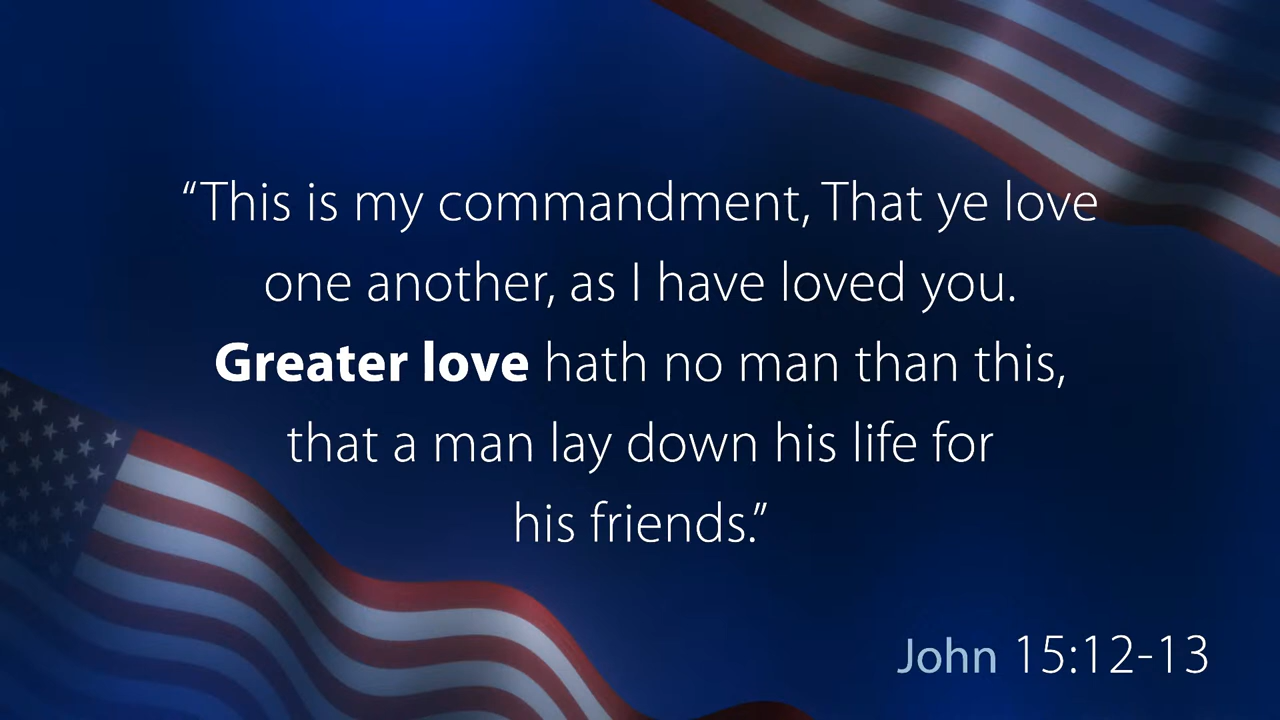 “This is my commandment, That ye love
one another, as I have loved you.
Greater love hath no man than this,
that a man lay down his life for
his friends.”
John 15:12-13